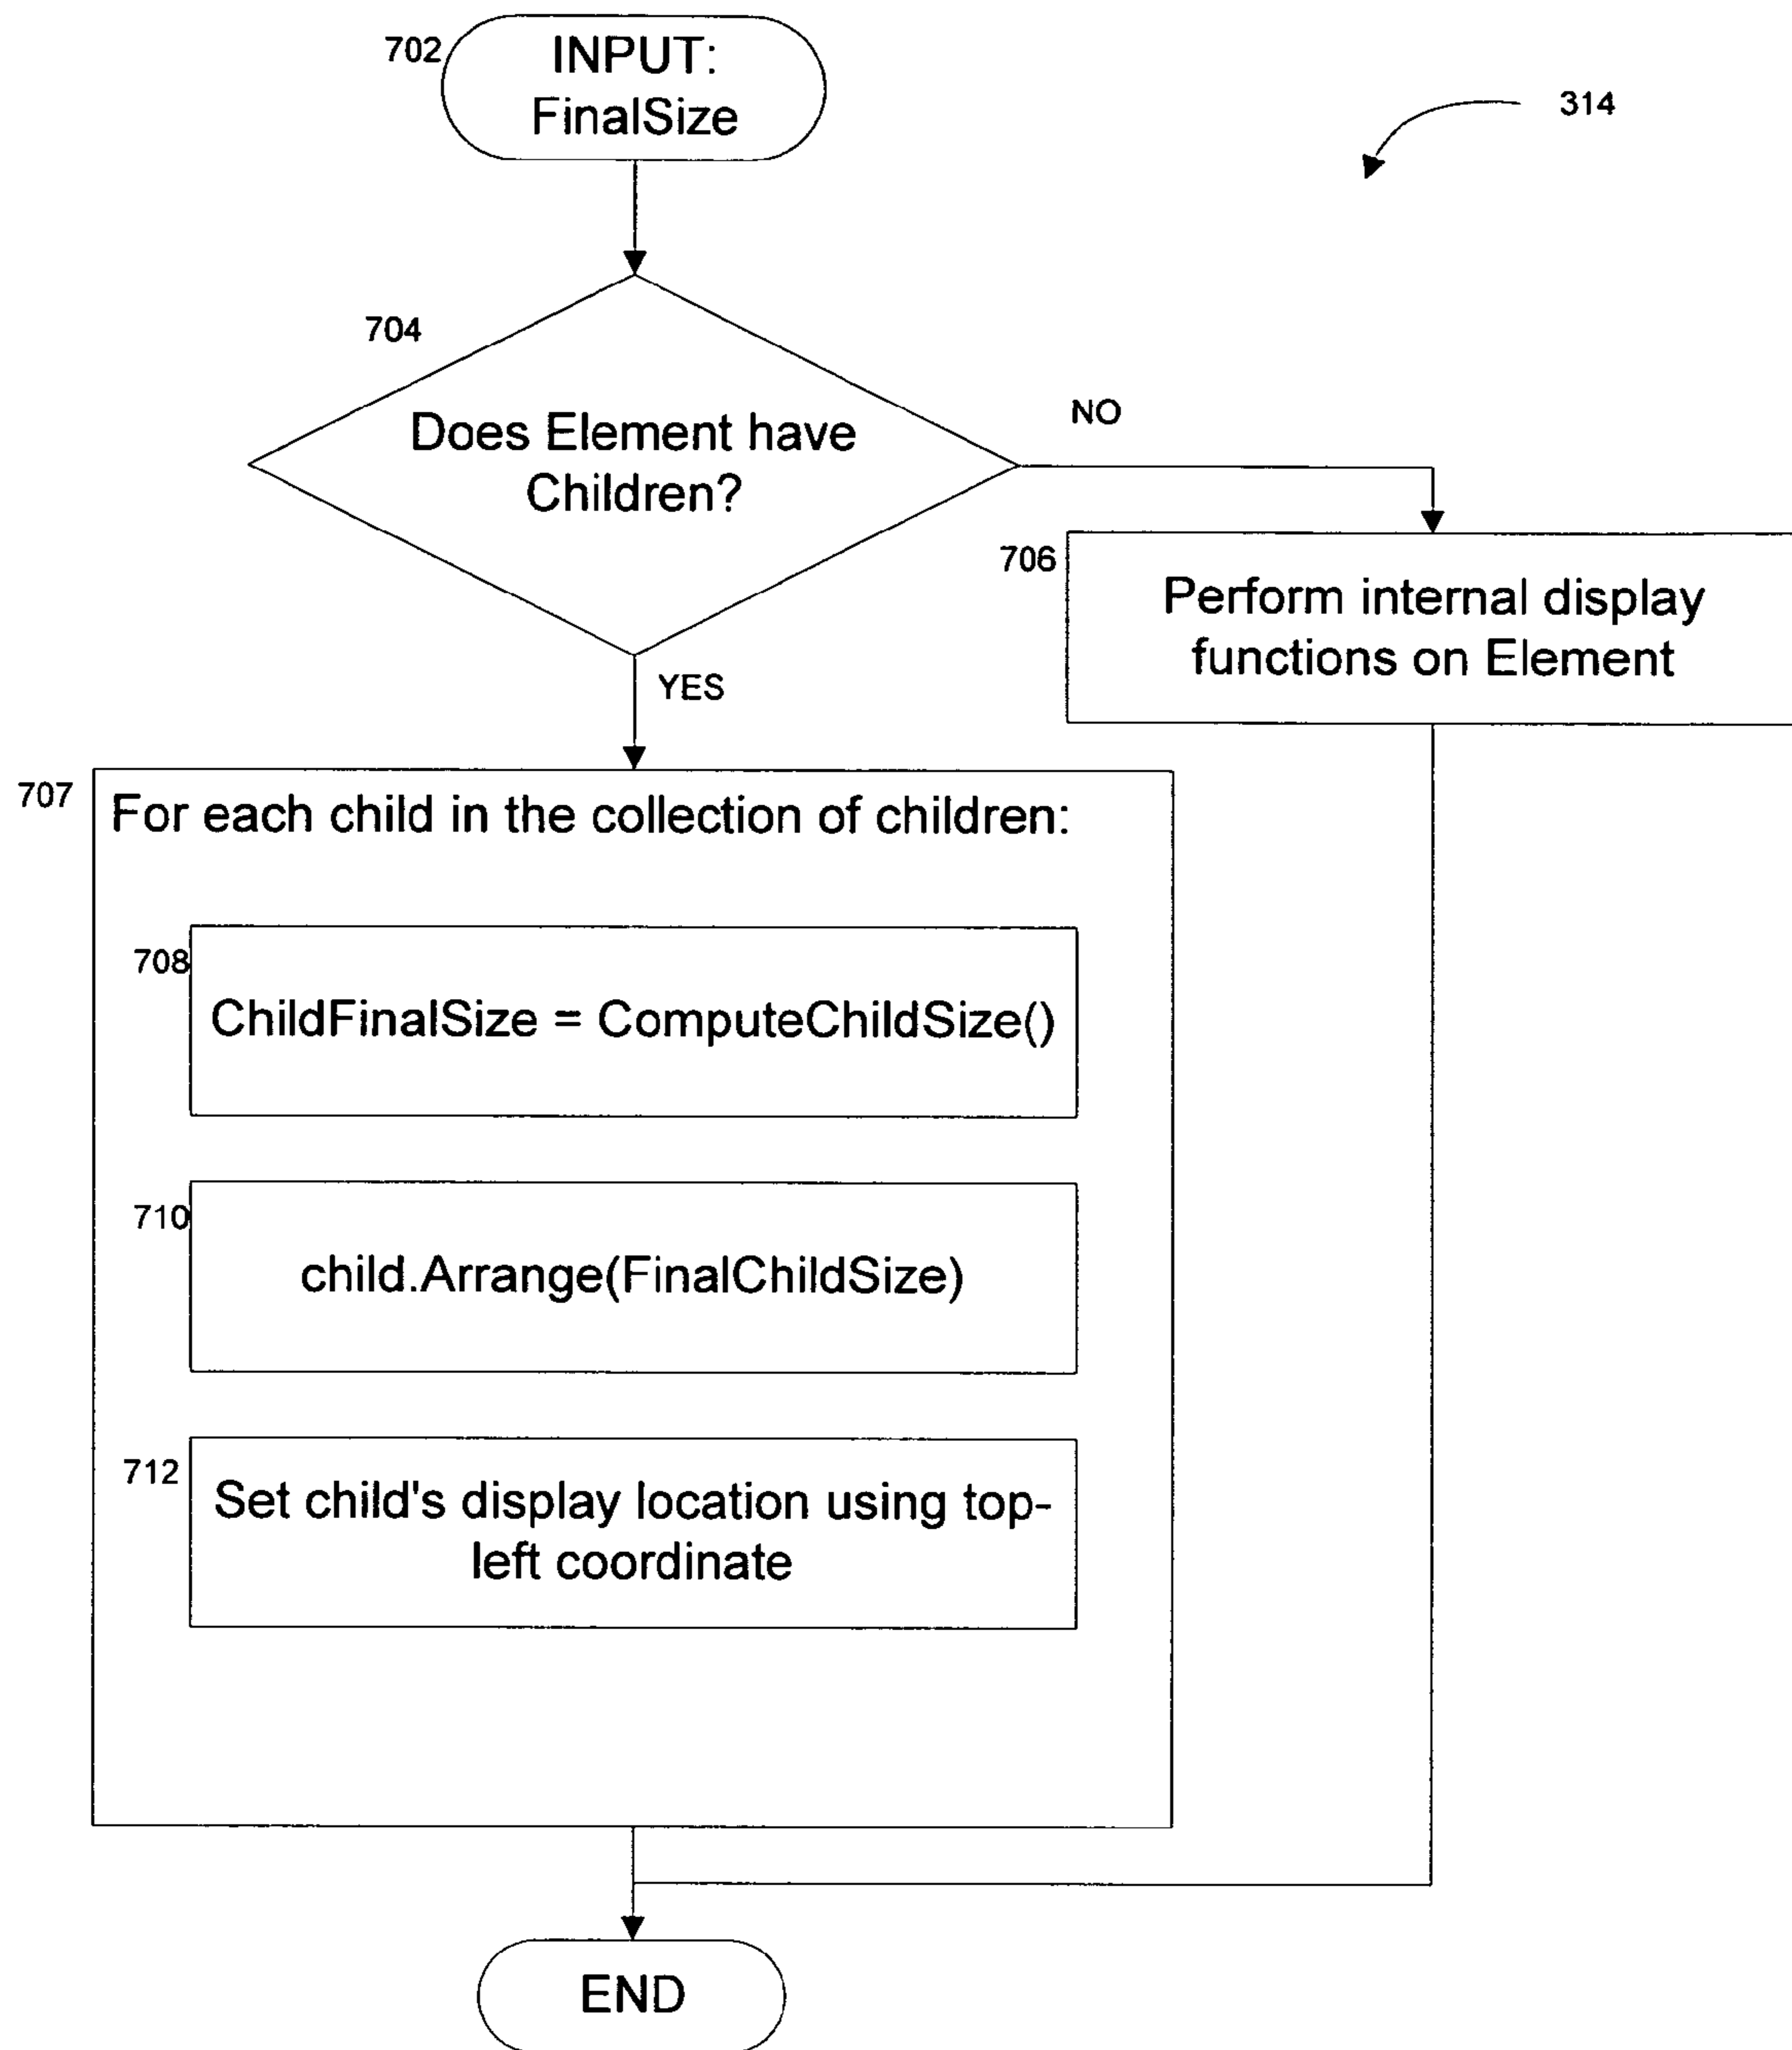 702
INPUT:
FinalSize
314
704
Does Element have
Children?
NO
706
Perform internal display
functions on Element
YES
707
For each child in the collection of children:
708
ChildFinalSize = ComputeChildSize()
710
child.Arrange(FinalChildSize)
712
Set child's display location using top-
left coordinate
END